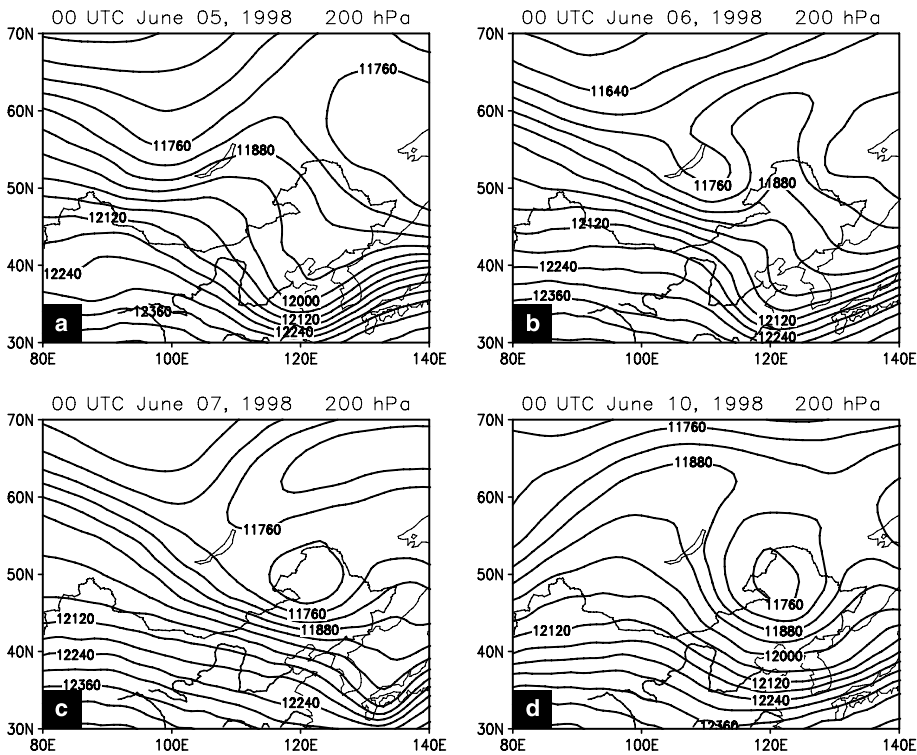 00 UTC June 05, 1998 200 hPa
70N
60N
50N
40N
30N
80E 100E 120E 140E
11760
11760
11880
12120
12240
12000
12360
12120
12240
a
00 UTC June 06, 1998 200 hPa
70N
60N
50N
40N
30N
80E 100E 120E 140E
11640
11760
11880
12120
12240
12360
12120
12240
b
00 UTC June 07, 1998 200 hPa
70N
60N
50N
40N
30N
80E 100E 120E 140E
11760
11760
12120
11880
12240
12360
12240
c
00 UTC June 10, 1998 200 hPa
70N
60N
50N
40N
30N
80E 100E 120E 140E
11760
11880
11760
12120
11880
12000
12120
12240
12360
d